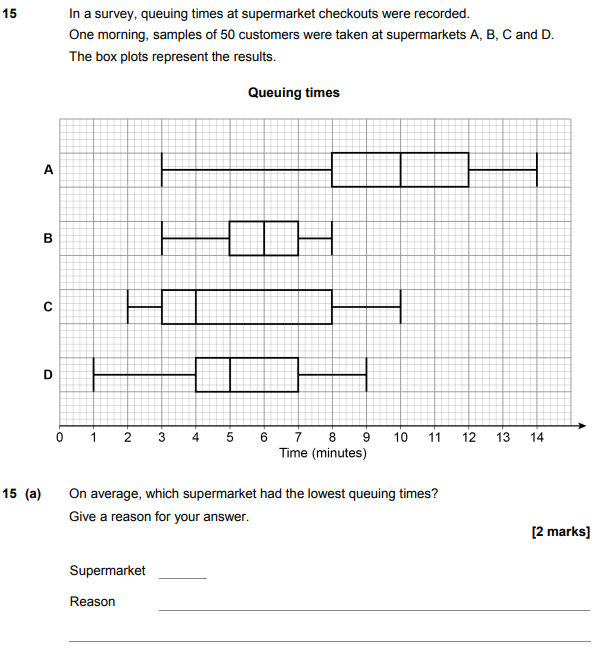 15 In a survey, queuing times at supermarket checkouts were recorded.
One morning, samples of 50 customers were taken at supermarkets A, B, C and D.
The box plots represent the results.
Queuing times
A
B
C
D
0 1 2 3 4 5 6 7 8 9 10 11 12 13 14
Time (minutes)
15 (a) On average, which supermarket had the lowest queuing times?
Give a reason for your answer.
[2 marks]
Supermarket
Reason